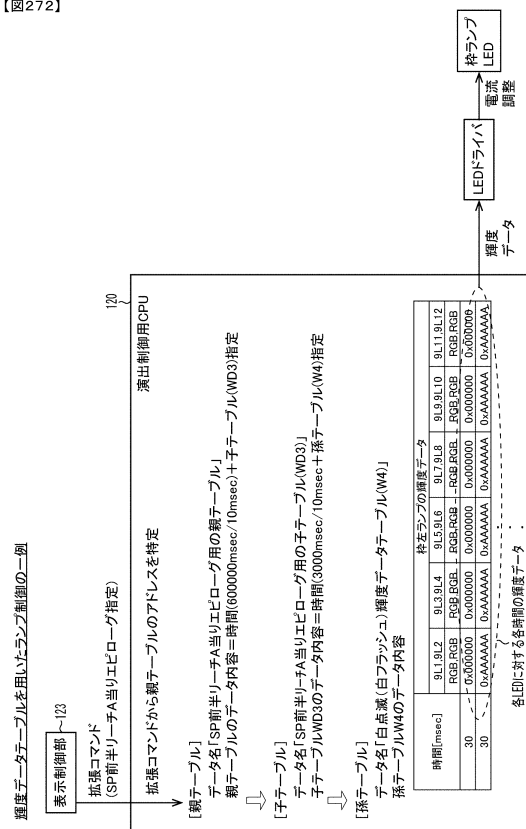 【図272】
輝度データテーブルを用いたランプ制御の一例
表示制御部
123
拡張コマンド
(SP前半リーチA当りエピローグ指定)
120
演出制御用CPU
拡張コマンドから親テーブルのアドレスを特定
[親テーブル]
データ名「SP前半リーチA当りエピローグ用の親テーブル」
親テーブルのデータ内容＝時間(600000msec/10msec)＋子テーブル(WD3)指定
[子テーブル]
データ名「SP前半リーチA当りエピローグ用の子テーブル(WD3)」
子テーブルWD3のデータ内容＝時間(3000msec/10msec＋孫テーブル(W4)指定
[孫テーブル]
データ名「白点滅(白フラッシュ)輝度データテーブル(W4)」
孫テーブルW4のデータ内容
時間[msec] 枠左ランプの輝度データ
9L1,9L2 9L3,9L4 9L5,9L6 9L7,9L8 9L9,9L10 9L11,9L12
RGB,RGB RGB,RGB RGB,RGB RGB,RGB RGB,RGB RGB,RGB
30 0x000000 0x000000 0x000000 0x000000 0x000000 0x000000
30 0xAAAAAA 0xAAAAAA 0xAAAAAA 0xAAAAAA 0xAAAAAA 0xAAAAAA
各LEDに対する各時間の輝度データ
輝度
データ
LEDドライバ
電流
調整
枠ランプ
LED